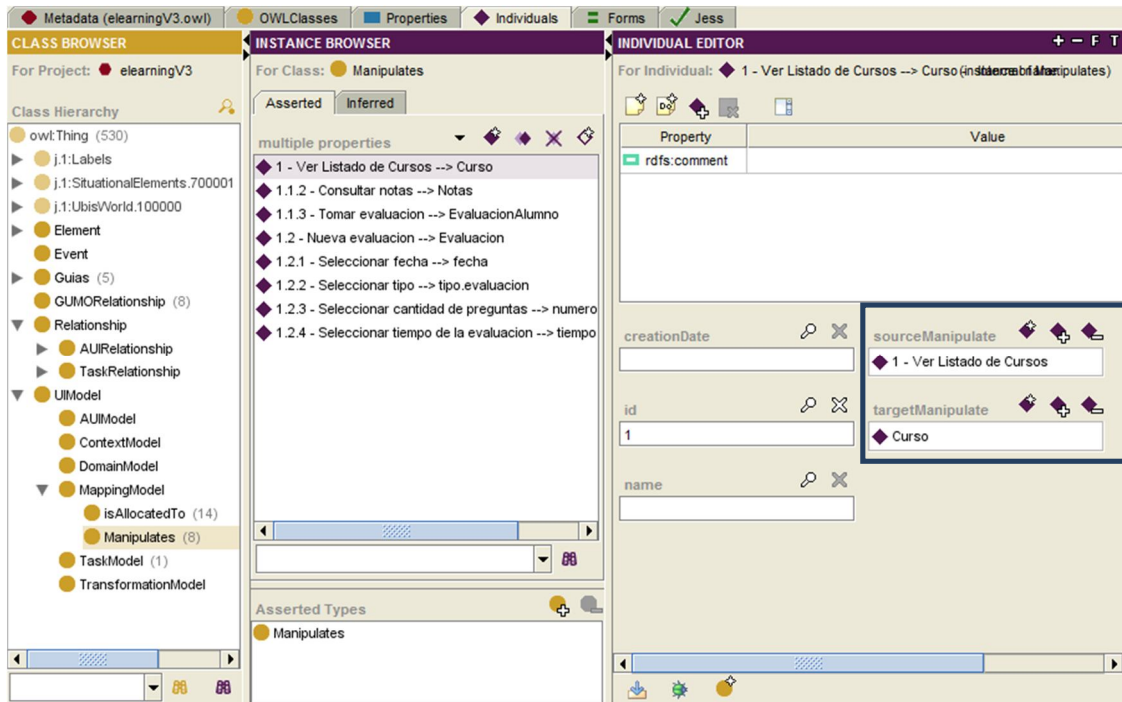 Metadata (elearningV3.owl) OWLClasses Properties Individuals Forms Jess
CLASS BROWSER
For Project: elearningV3
Class Hierarchy
owl:Thing (530)
j.1:Labels
j.1:SituationalElements.700001
j.1:UbisWorld.100000
Element
Event
Guias (5)
GUMORelationship (8)
Relationship
AUIRelationship
TaskRelationship
UIModel
AUIModel
ContextModel
DomainModel
MappingModel
isAllocatedTo (14)
Manipulates (8)
TaskModel (1)
TransformationModel
INSTANCE BROWSER
For Class: Manipulates
Asserted Inferred
multiple properties
1 - Ver Listado de Cursos --> Curso
1.1.2 - Consultar notas --> Notas
1.1.3 - Tomar evaluacion --> EvaluacionAlumno
1.2 - Nueva evaluacion --> Evaluacion
1.2.1 - Seleccionar fecha --> fecha
1.2.2 - Seleccionar tipo --> tipo.evaluacion
1.2.3 - Seleccionar cantidad de preguntas --> numero
1.2.4 - Seleccionar tiempo de la evaluacion --> tiempo
Asserted Types
Manipulates
INDIVIDUAL EDITOR + - F T
For Individual: 1 - Ver Listado de Cursos --> Curso
Property Value
rdfs:comment
creationDate
sourceManipulate
1 - Ver Listado de Cursos
id
1
targetManipulate
Curso
name